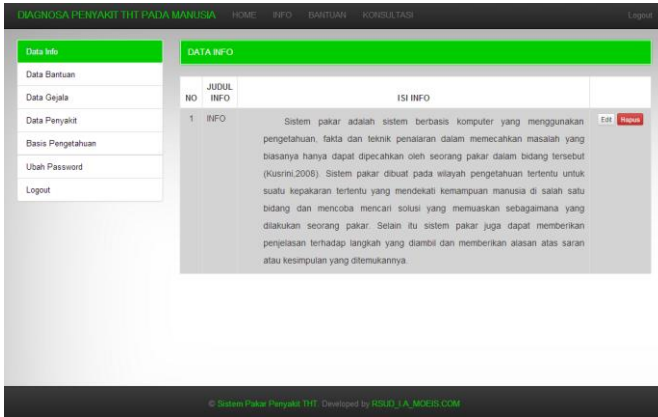 DIAGNOSA PENYAKIT THT PADA MANUSIA HOME INFO BANTUAN KONSULTASI Logout
Data Info
Data Bantuan
Data Gejala
Data Penyakit
Basis Pengetahuan
Ubah Password
Logout
DATA INFO
NO JUDUL INFO ISI INFO
1 INFO
Sistem pakar adalah sistem berbasis komputer yang menggunakan
pengetahuan, fakta dan teknik penalaran dalam memecahkan masalah yang
biasanya hanya dapat dipecahkan oleh seorang pakar dalam bidang tersebut
(Kusrini,2008). Sistem pakar dibuat pada wilayah pengetahuan tertentu untuk
suatu kepakaran tertentu yang mendekati kemampuan manusia di salah satu
bidang dan mencoba mencari solusi yang memuaskan sebagaimana yang
dilakukan seorang pakar. Selain itu sistem pakar juga dapat memberikan
penjelasan terhadap langkah yang diambil dan memberikan alasan atas saran
atau kesimpulan yang ditemukannya.
Edit Hapus
© Sistem Pakar Penyakit THT. Developed by RSUD_I.A_MOEIS.COM